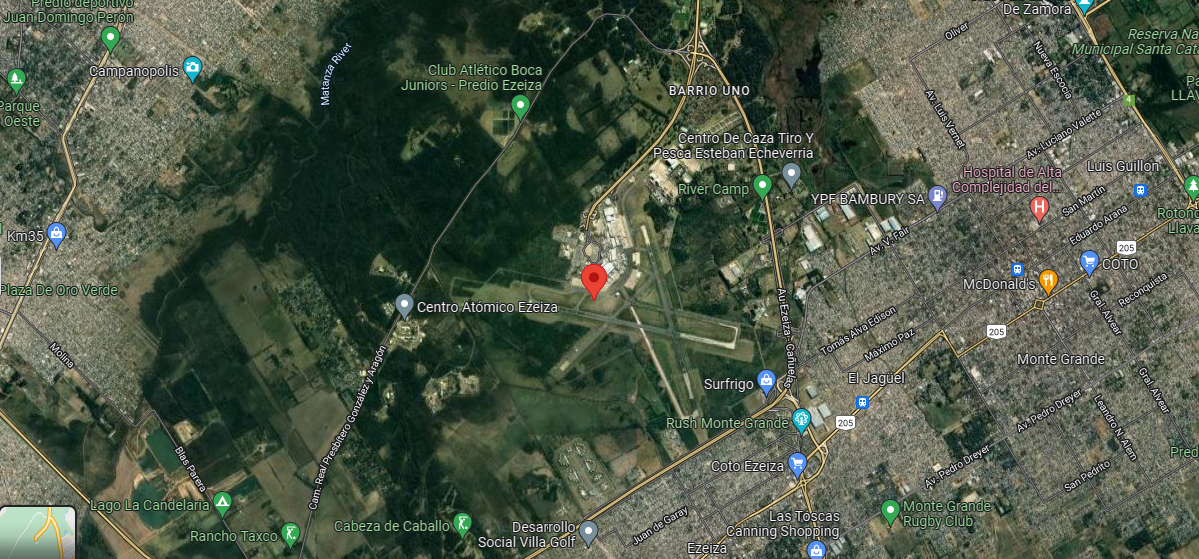 Predio deportivo
Juan Domingo Perón
De Zamora
Oliver
Reserva Na
Municipal Santa Cata
Nueva Escocia
Matanza River
Campanopolis
Club Atlético Boca
Juniors - Predio Ezeiza
BARRIO UNO
Parque
Oeste
Pa
LLAV
4
Av. Luis Vernet
Av. Luciano Valette
Centro De Caza Tiro Y
Pesca Esteban Echeverria
Luis Guillon
Hospital de Alta
Complejidad del...
River Camp
YPF BAMBURY SA
San Martín
Rotond
Llava
Eduardo Arana
Km35
Av. V. Fair
205
COTO
Plaza De Oro Verde
McDonald's
Reconquista
Centro Atómico Ezeiza
Au Ezeiza - Cañuelas
Tomás Alva Edison
Gral. Alvear
205
Máximo Paz
Molina
Monte Grande
Cam. Real Presbítero González y Aragón
Surfrigo
El Jagüel
Gral. Alvear
Rush Monte Grande
205
Av. Pedro Dreyer
Leandro N. Alem
Blas Parera
Coto Ezeiza
Av. Pedro Dreyer
San Pedrito
Pred
Lago La Candelaria
Cabeza de Caballo
Desarrollo
Social Villa Golf
Juan de Garay
Las Toscas
Canning Shopping
Monte Grande
Rugby Club
Rancho Taxco
Ezeiza